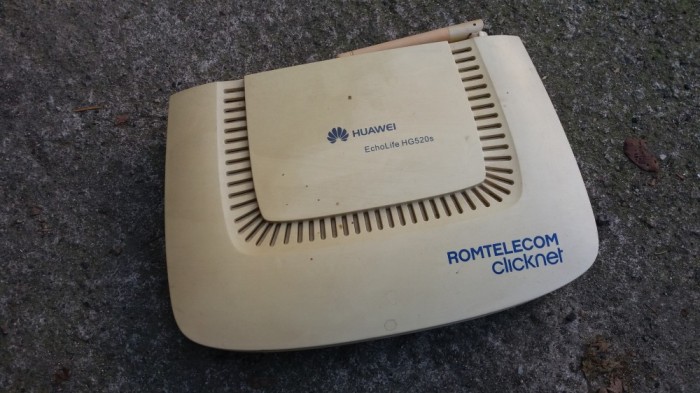 HUAWEI
EchoLife HG520s
ROMTELECOM
clicknet